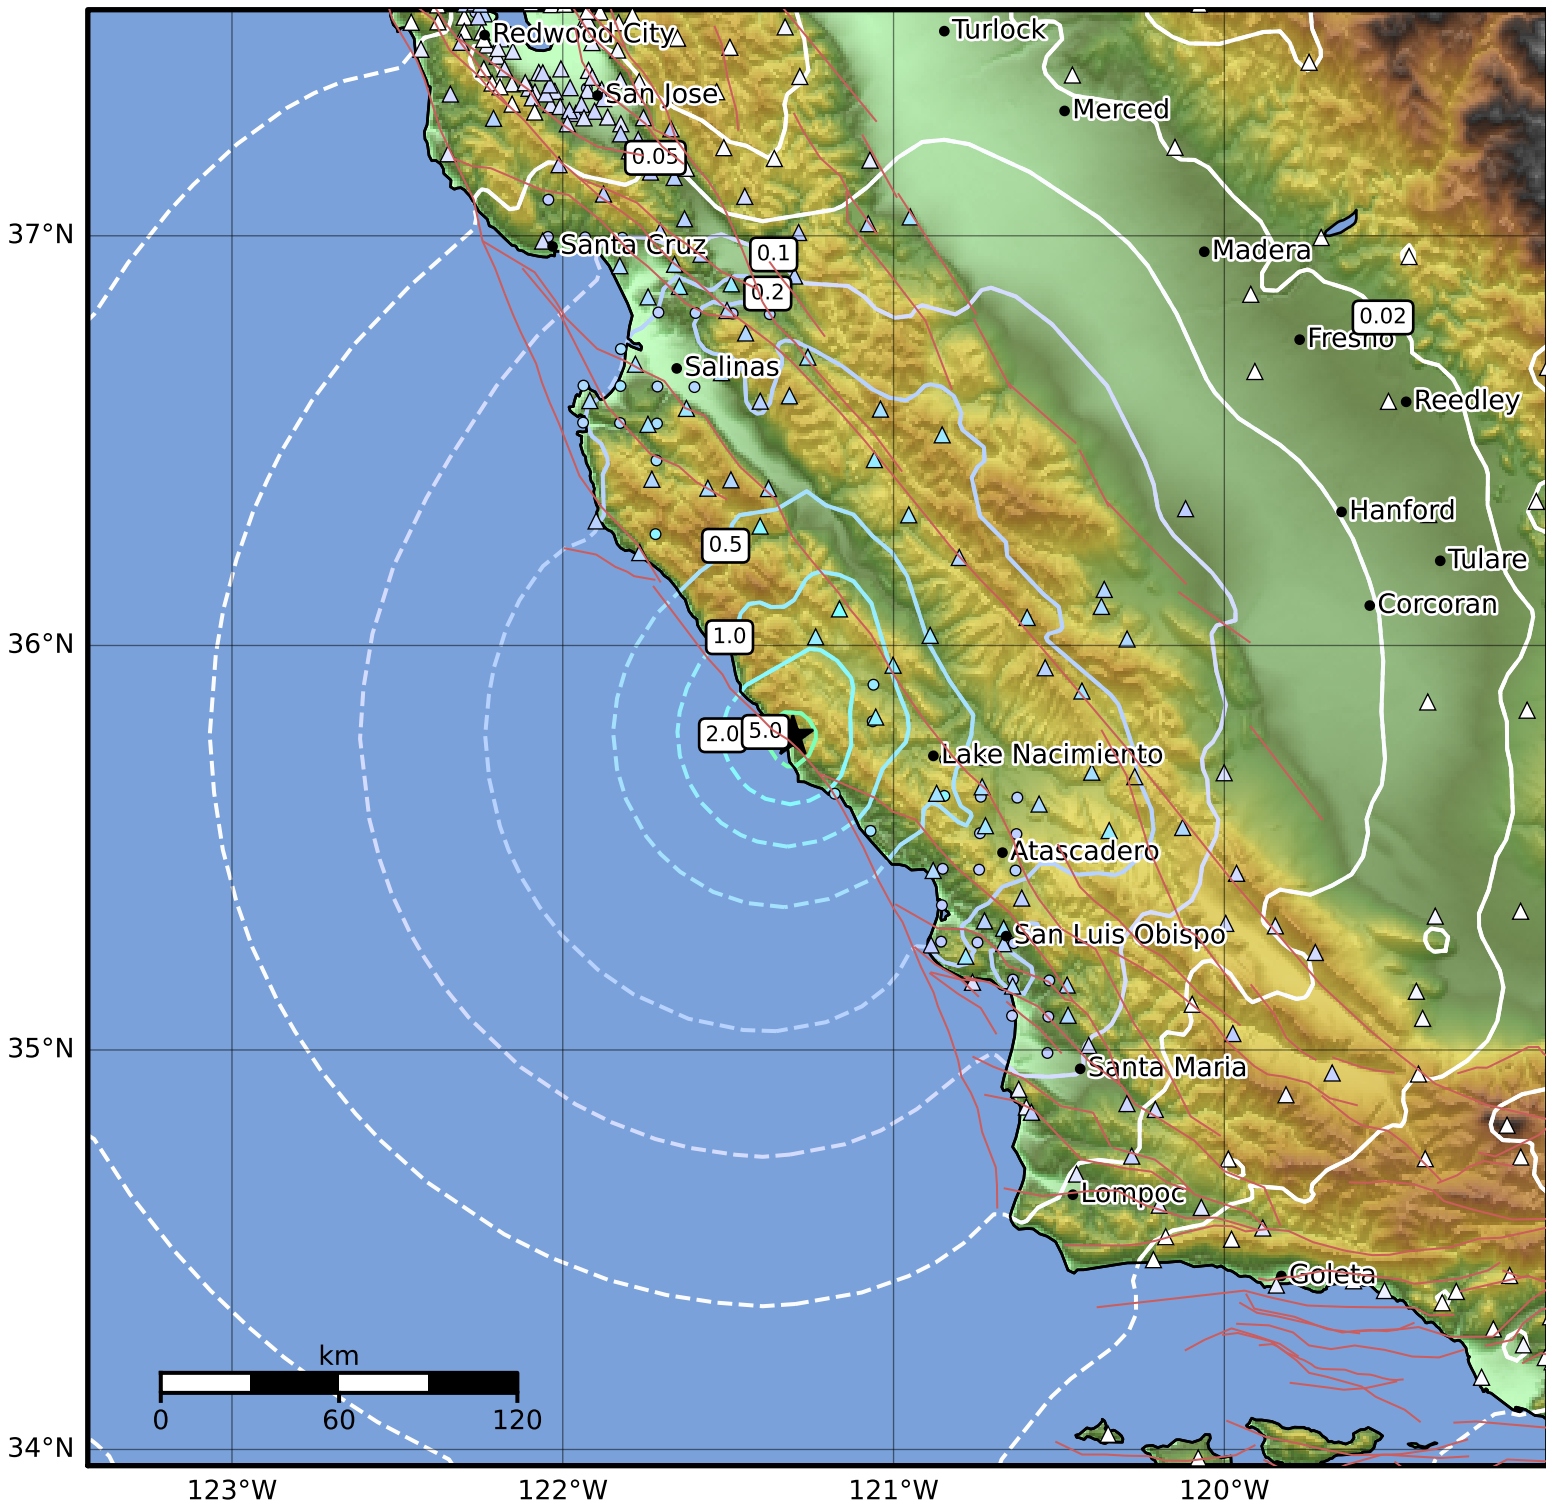 Redwood City
Turlock
San Jose
Merced
0.05
37°N
Santa Cruz
0.1
Madera
0.2
0.02
Fresno
Salinas
Reedley
Hanford
0.5
Tulare
Corcoran
1.0
36°N
2.0
5.0
Lake Nacimiento
Atascadero
San Luis Obispo
35°N
Santa Maria
Lompoc
Goleta
km
0
60
120
34°N
123°W
122°W
121°W
120°W